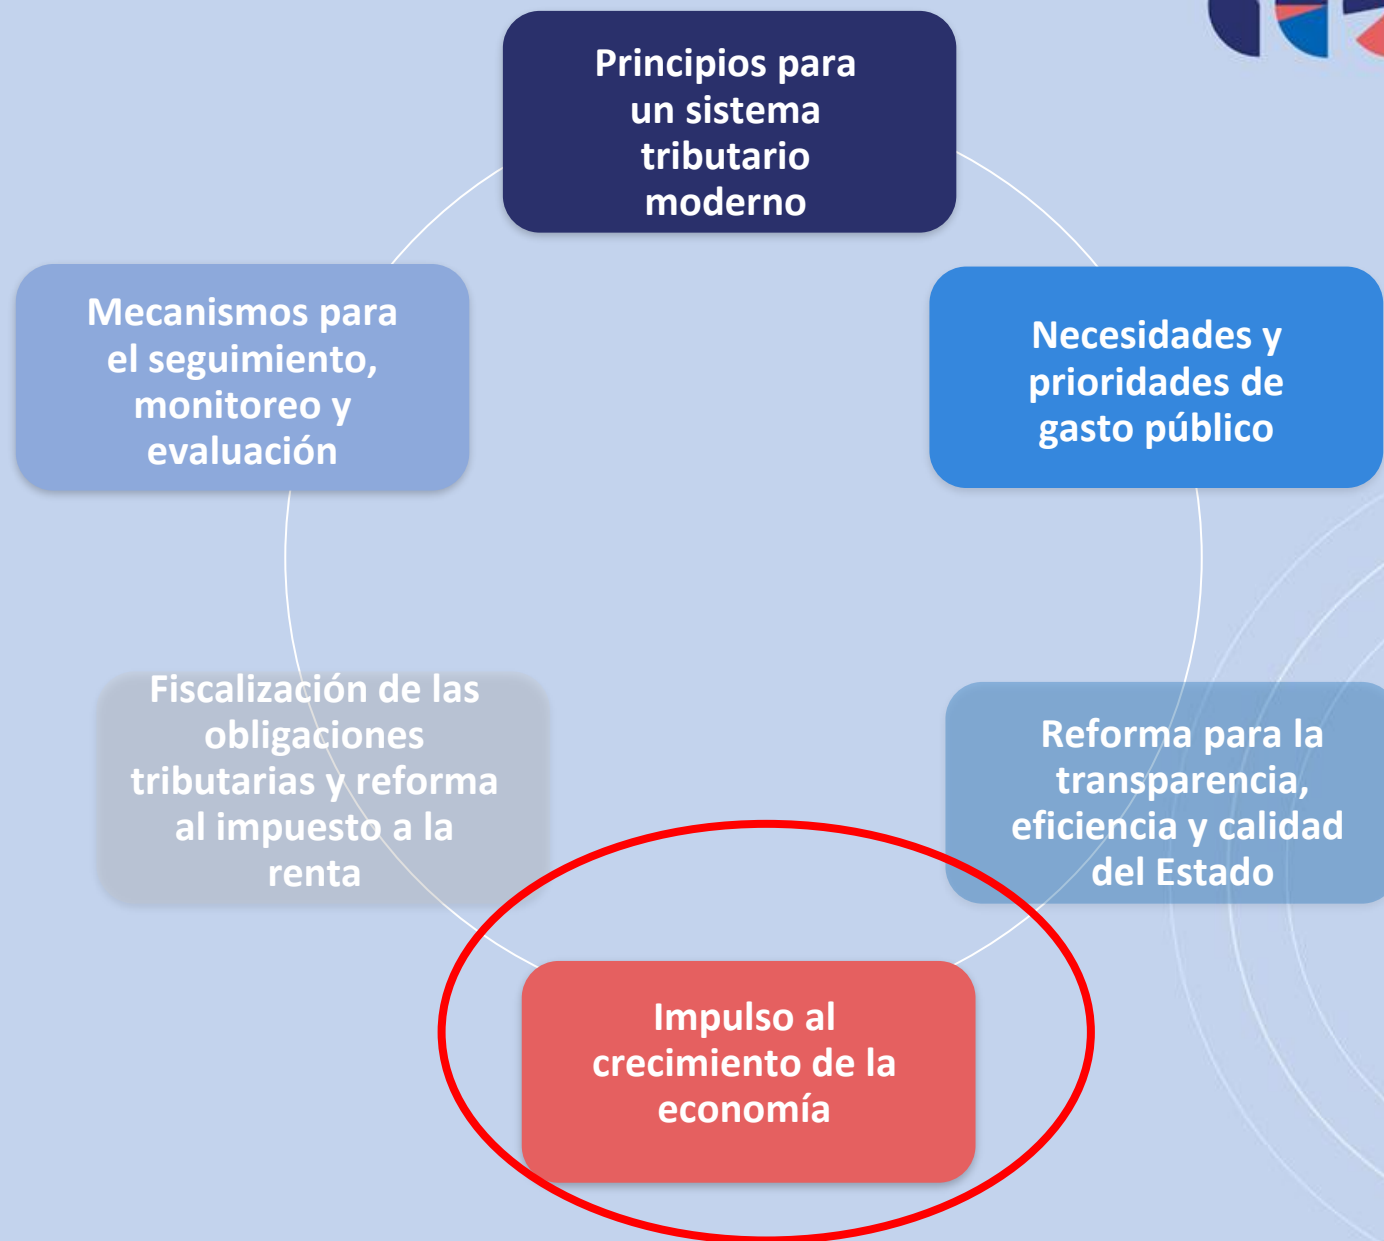 Principios para
un sistema
tributario
moderno
Necesidades y
prioridades de
gasto público
Reforma para la
transparencia,
eficiencia y calidad
del Estado
Impulso al
crecimiento de la
economía
Fiscalización de las
obligaciones
tributarias y reforma
al impuesto a la
renta
Mecanismos para
el seguimiento,
monitoreo y
evaluación